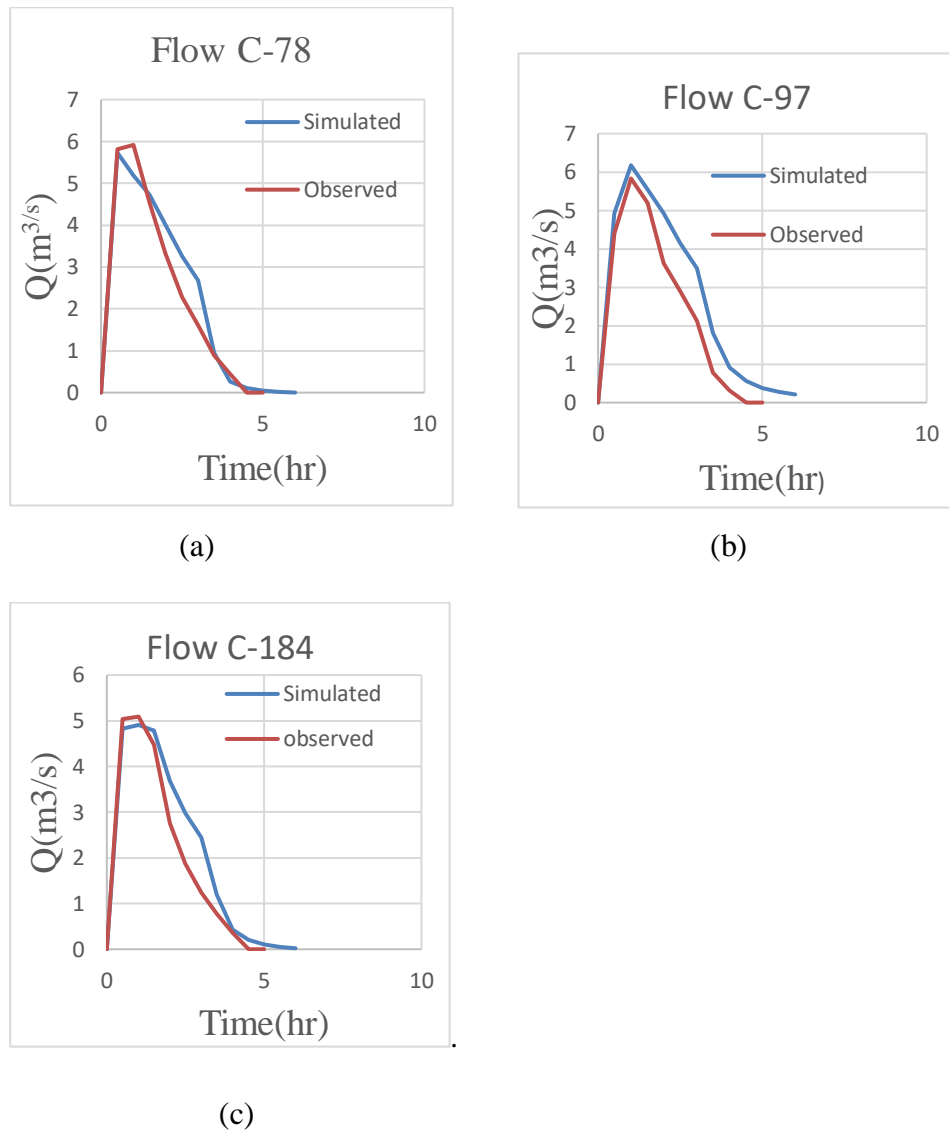 Flow C-78
7
6
5
4
3
2
1
0
Q(m3/s)
Simulated
Observed
0 5 10
Time(hr)
(a)
Flow C-97
7
6
5
4
3
2
1
0
Q(m3/s)
Simulated
Observed
0 5 10
Time(hr)
(b)
Flow C-184
6
5
4
3
2
1
0
Q(m3/s)
Simulated
observed
0 5 10
Time(hr)
.
(c)